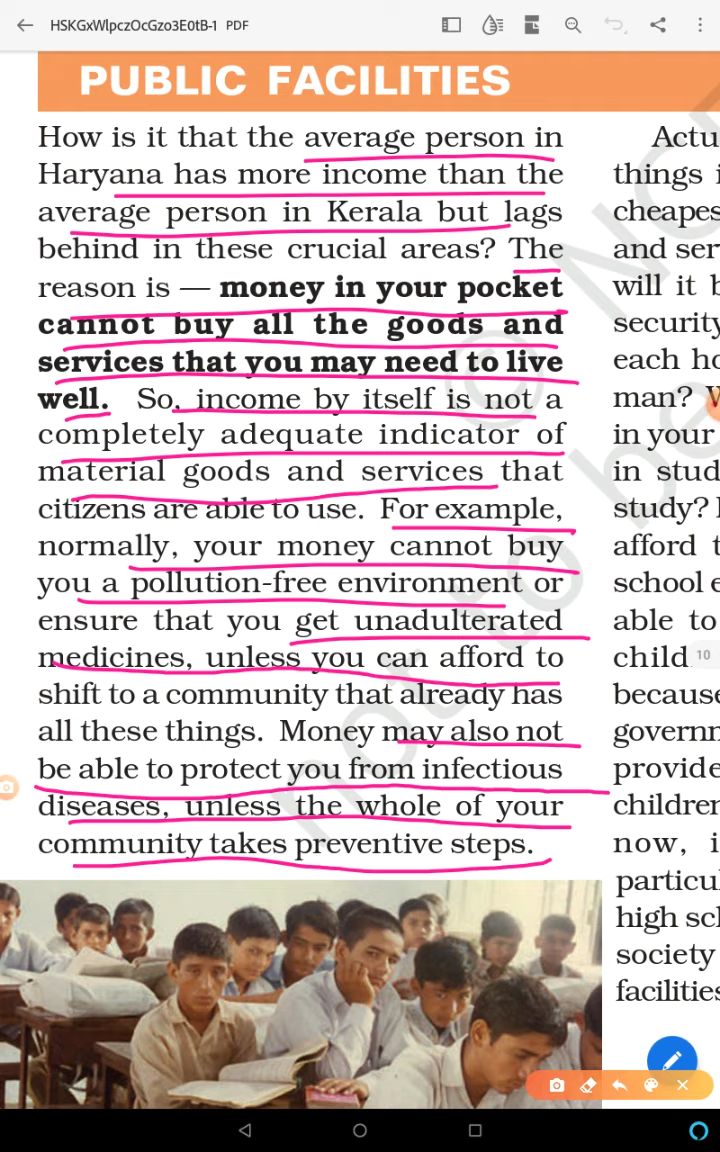 HSKGxWlpczOcGzo3E0tB-1 PDF
PUBLIC FACILITIES
How is it that the average person in
Haryana has more income than the
average person in Kerala but lags
behind in these crucial areas? The
reason is — money in your pocket
cannot buy all the goods and
services that you may need to live
well. So, income by itself is not a
completely adequate indicator of
material goods and services that
citizens are able to use. For example,
normally, your money cannot buy
you a pollution-free environment or
ensure that you get unadulterated
medicines, unless you can afford to
shift to a community that already has
all these things. Money may also not
be able to protect you from infectious
diseases, unless the whole of your
community takes preventive steps.
Actu
things i
cheapes
and ser
will it b
security
each ho
man? W
in your
in stud
study? 
afford t
school e
able to
child
10
because
governm
provide
children
now, i
particul
high sch
society
facilities
© NC
not to be